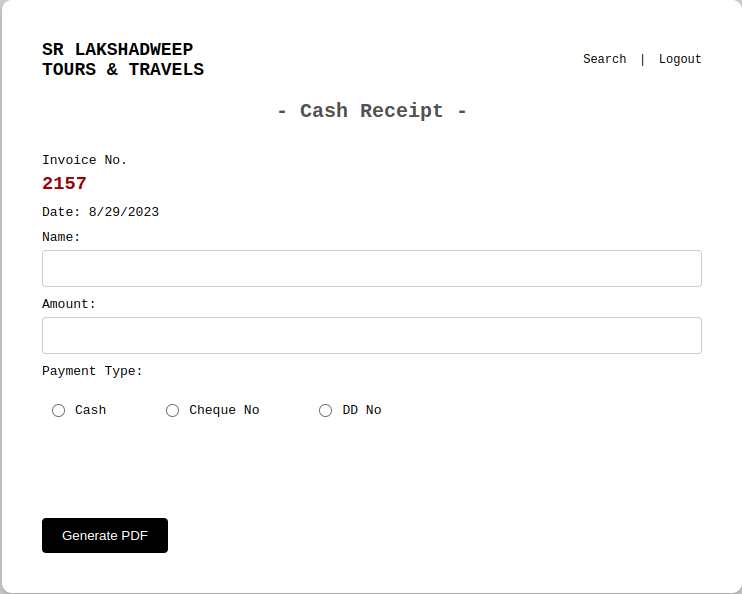 SR LAKSHADWEEP
TOURS & TRAVELS
Search | Logout
- Cash Receipt -
Invoice No.
2157
Date: 8/29/2023
Name:
Amount:
Payment Type:
Cash Cheque No DD No
Generate PDF